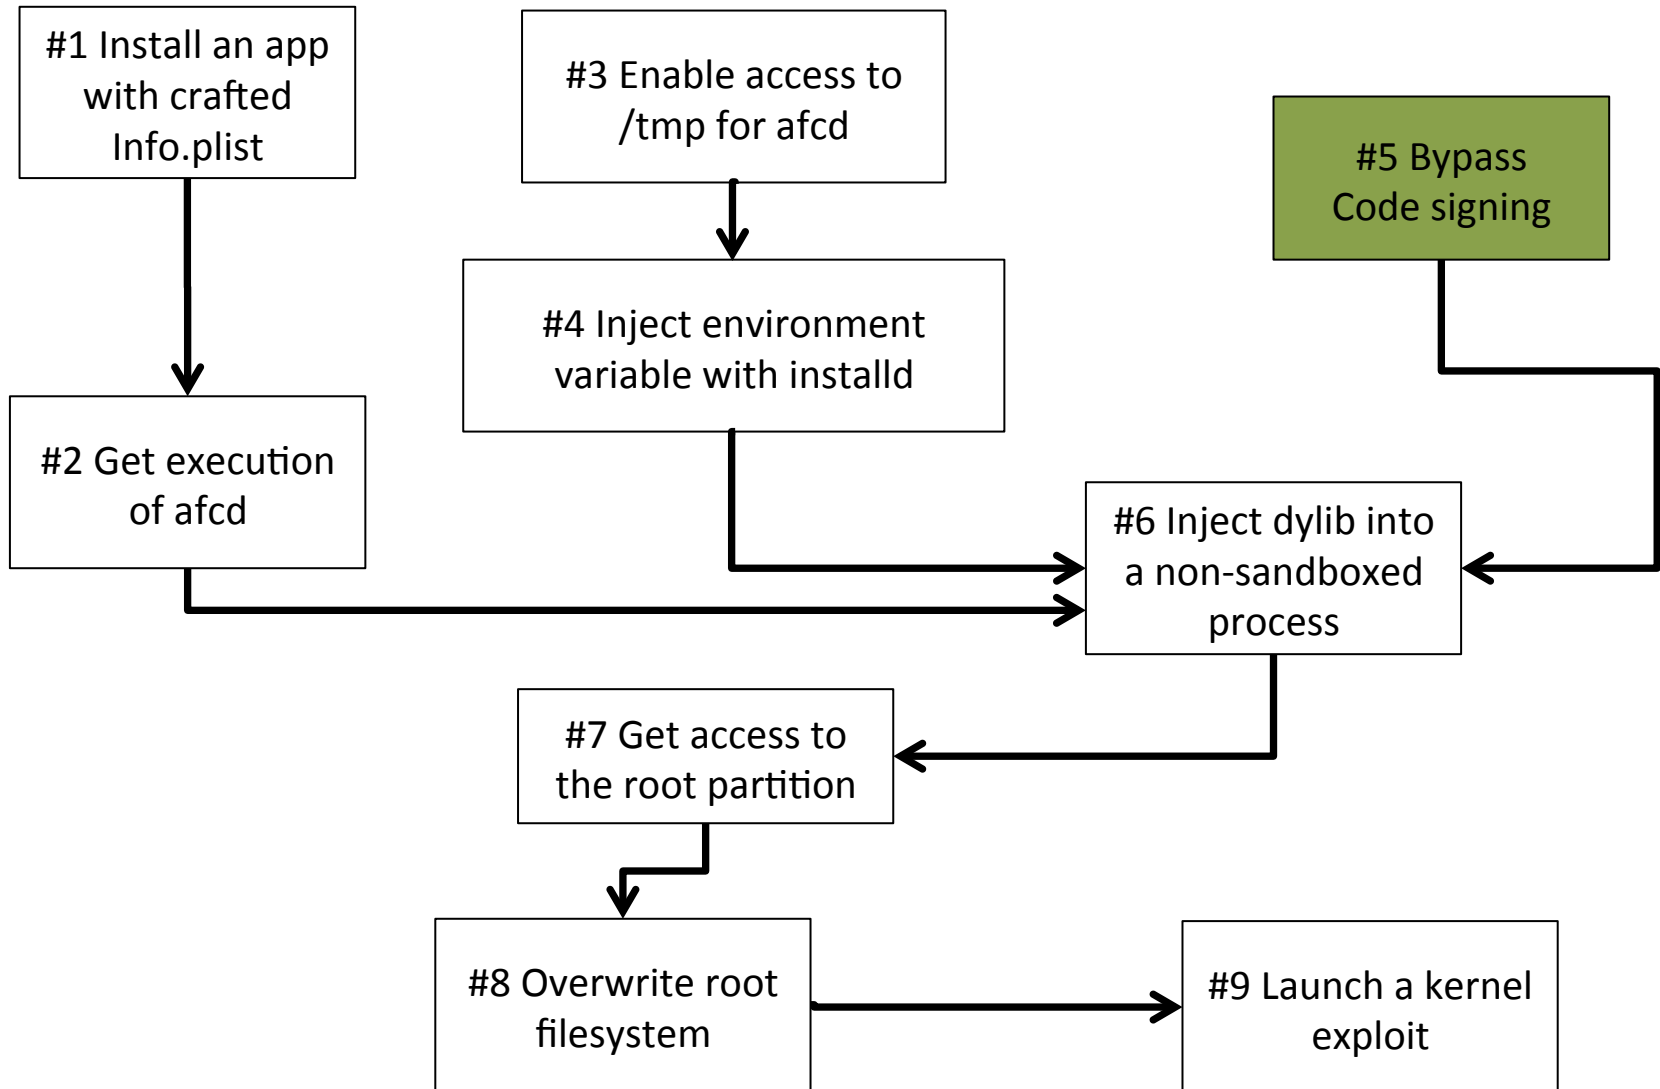 #1 Install an app
with crafted
Info.plist
#2 Get execution
of afcd
#3 Enable access to
/tmp for afcd
#4 Inject environment
variable with installd
#5 Bypass
Code signing
#6 Inject dylib into
a non-sandboxed
process
#7 Get access to
the root partition
#8 Overwrite root
filesystem
#9 Launch a kernel
exploit